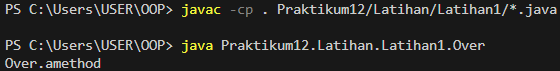 PS C:\Users\USER\OOP> javac -cp . Praktikum12/Latihan/Latihan1/*.java
PS C:\Users\USER\OOP> java Praktikum12.Latihan.Latihan1.Over
Over.amethod